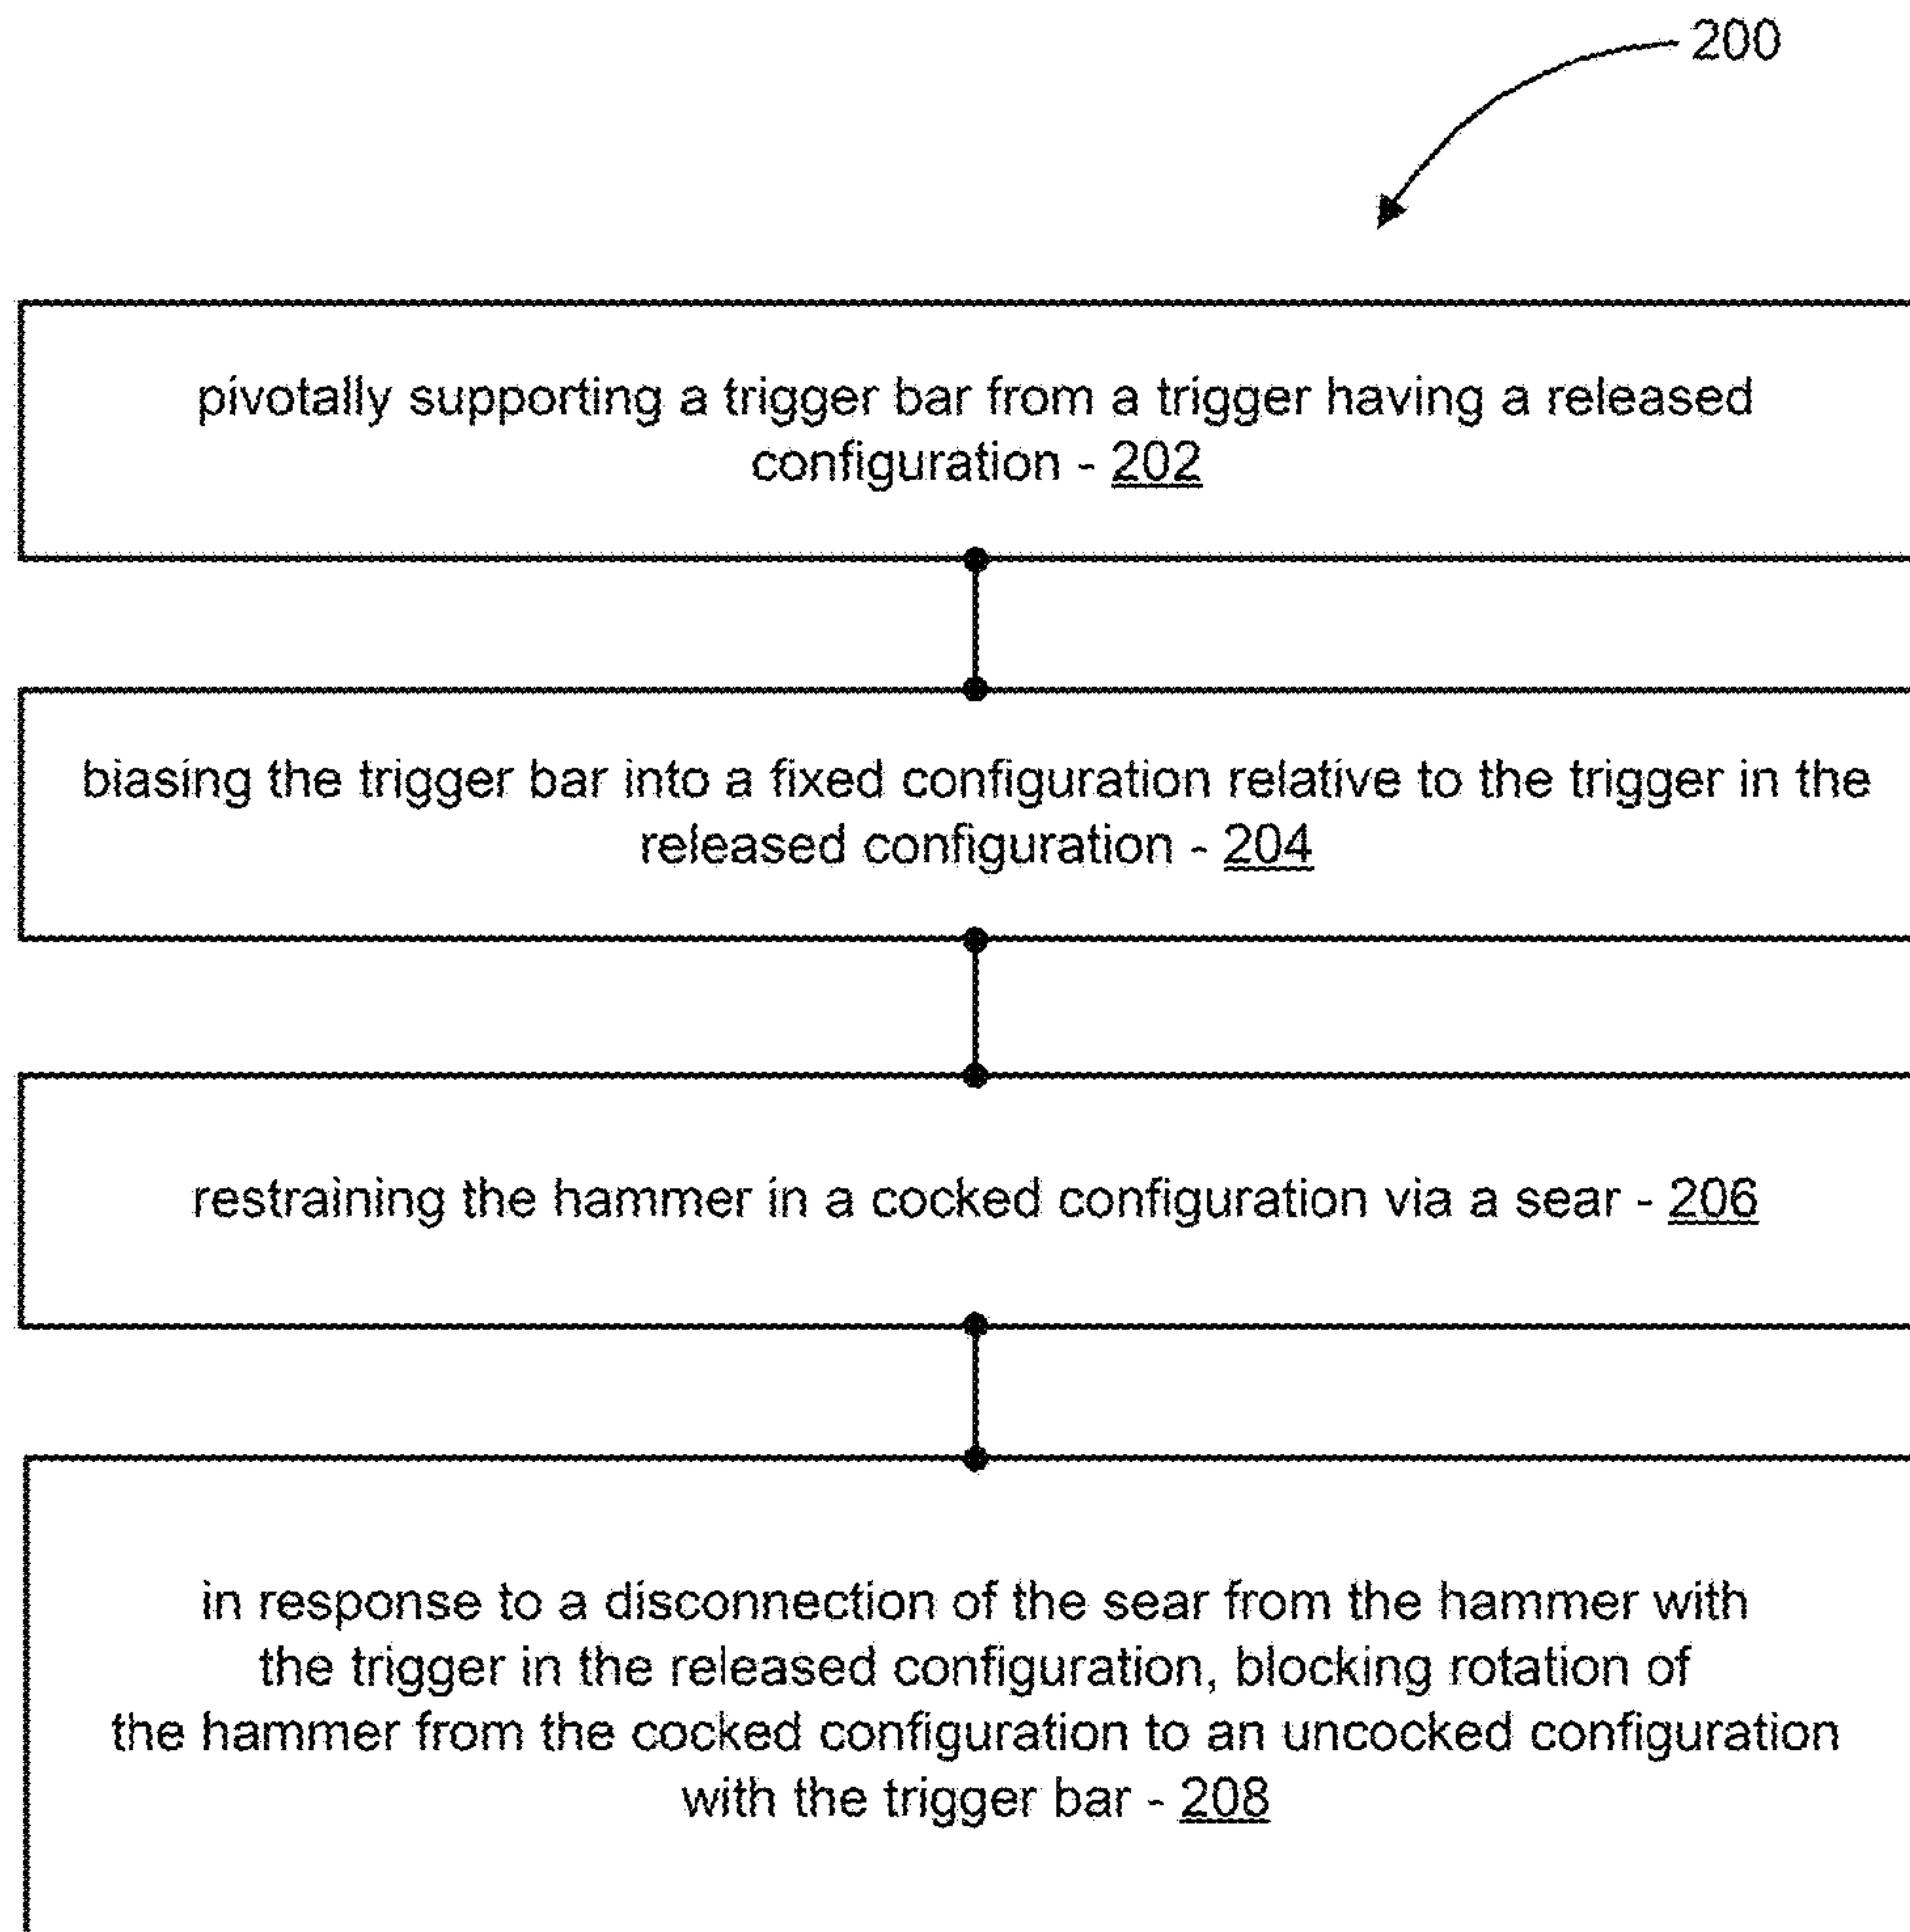 200
pivotally supporting a trigger bar from a trigger having a released
configuration - 202
biasing the trigger bar into a fixed configuration relative to the trigger in the
released configuration - 204
restraining the hammer in a cocked configuration via a sear - 206
in response to a disconnection of the sear from the hammer with
the trigger in the released configuration, blocking rotation of
the hammer from the cocked configuration to an uncocked configuration
with the trigger bar - 208